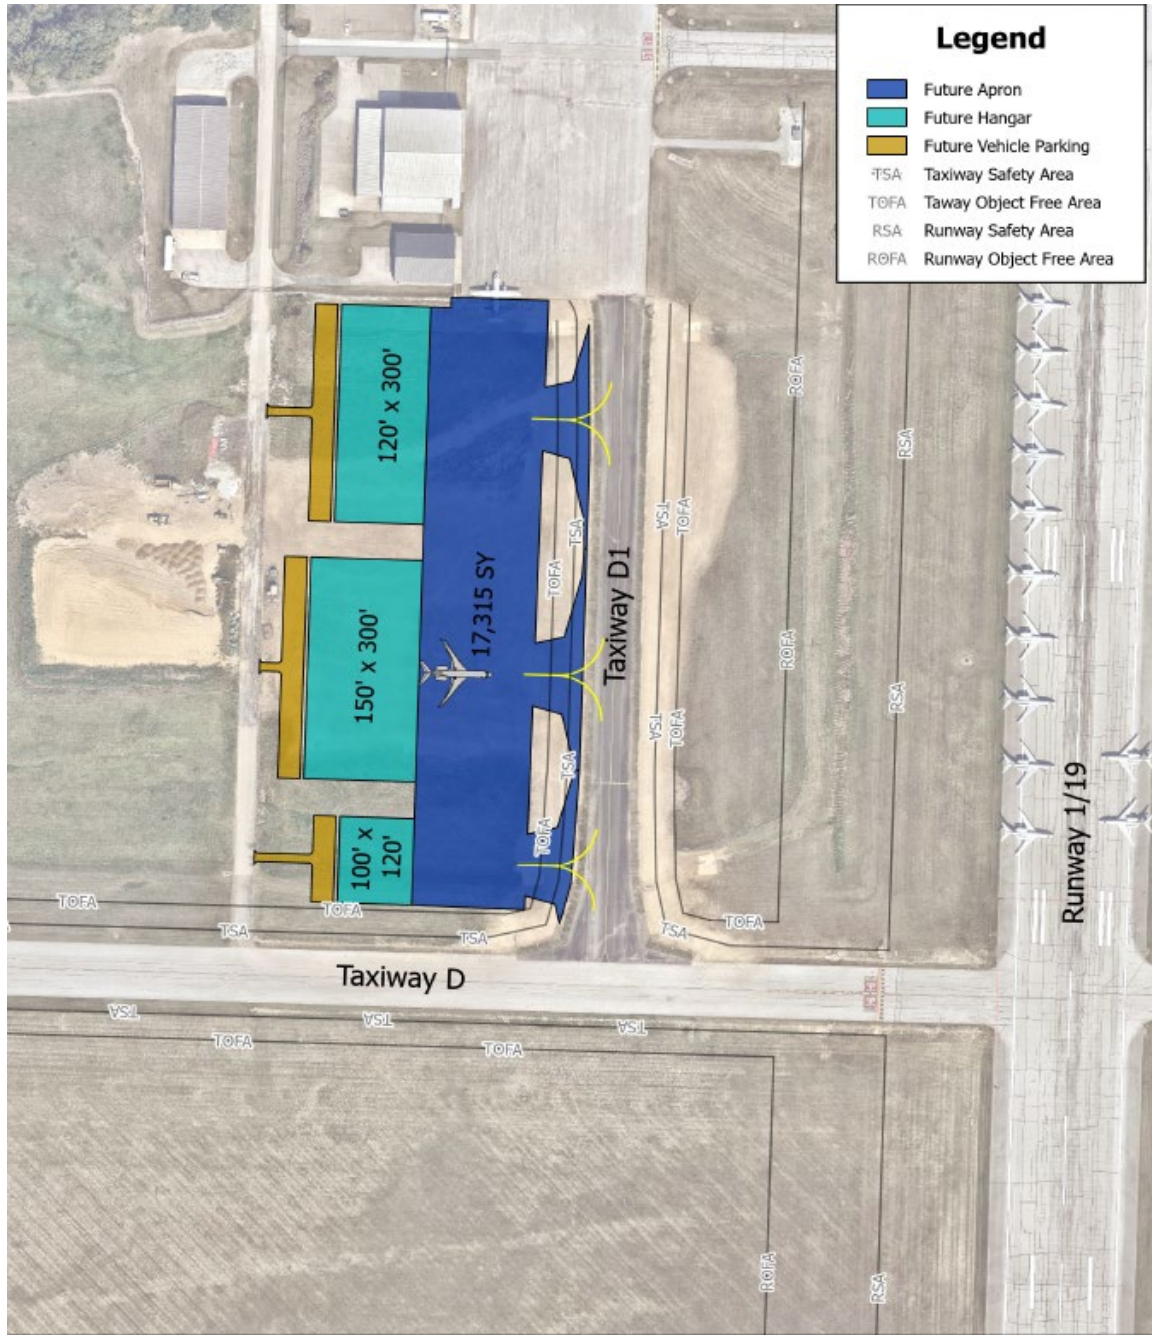 Legend
Future Apron
Future Hangar
Future Vehicle Parking
TSA Taxiway Safety Area
TOFA Taway Object Free Area
RSA Runway Safety Area
ROFA Runway Object Free Area
120' x 300'
ROFA
RSA
TSA
TOFA
TSA
TOFA
17,315 SY
Taxiway D1
150' x 300'
ROFA
RSA
TSA
TOFA
TSA
TOFA
100' x
120'
Runway 1/19
TOFA
TOFA
TOFA
TSA
TSA
TSA
Taxiway D
TSA
TSA
TSA
TOFA
TOFA
ROFA
RSA